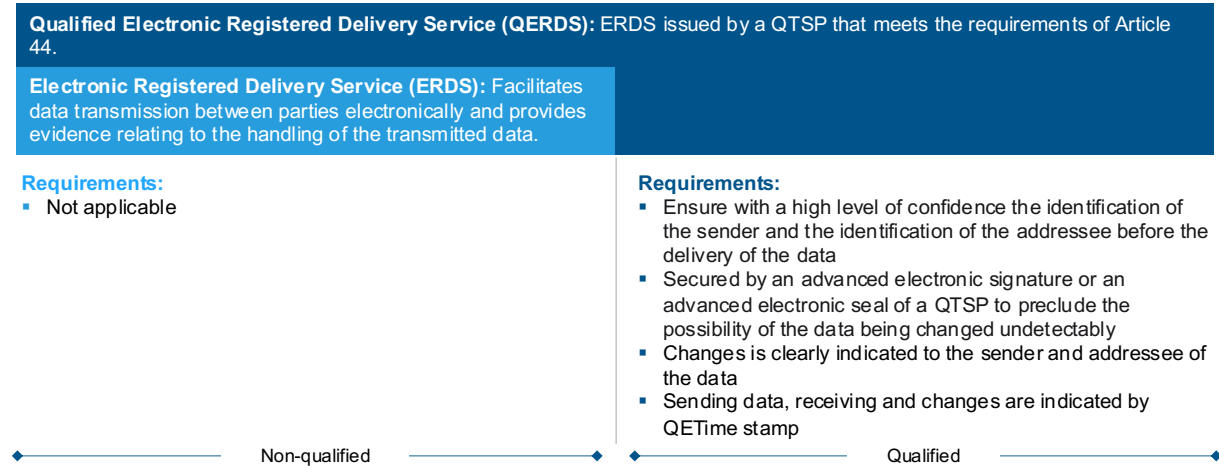 Qualified Electronic Registered Delivery Service (QERDS): ERDS issued by a QTSP that meets the requirements of Article
44.
Electronic Registered Delivery Service (ERDS): Facilitates
data transmission between parties electronically and provides
evidence relating to the handling of the transmitted data.
Requirements:
▪ Not applicable
Requirements:
▪ Ensure with a high level of confidence the identification of
the sender and the identification of the addressee before the
delivery of the data
▪ Secured by an advanced electronic signature or an
advanced electronic seal of a QTSP to preclude the
possibility of the data being changed undetectably
▪ Changes is clearly indicated to the sender and addressee of
the data
▪ Sending data, receiving and changes are indicated by
QETime stamp
Non-qualified
Qualified